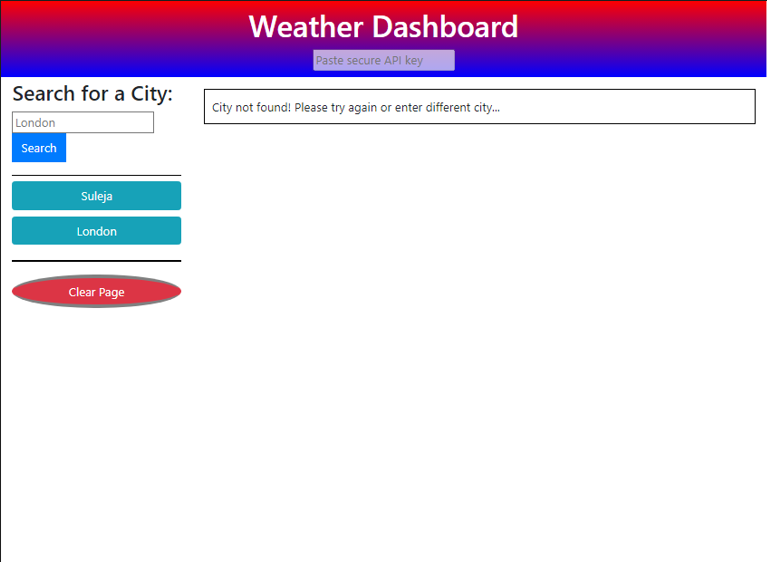 Weather Dashboard
Paste secure API key
Search for a City:
London
Search
Suleja
London
Clear Page
City not found! Please try again or enter different city...